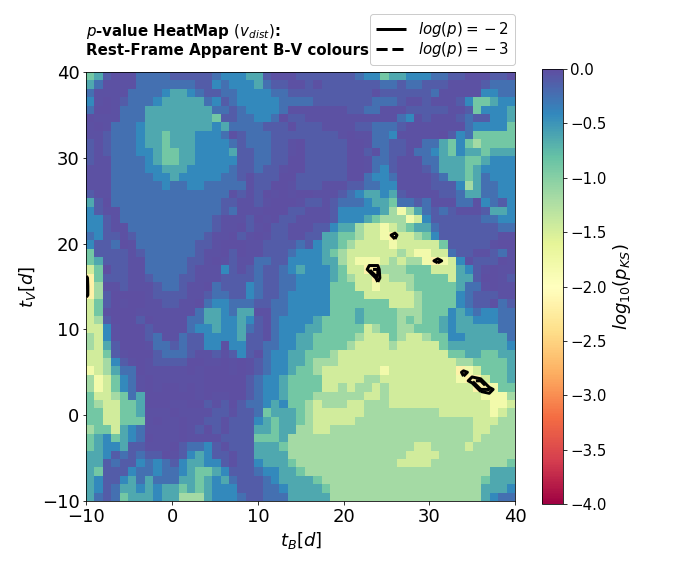 p-value HeatMap (v_dist):
Rest-Frame Apparent B-V colours
log(p) = −2
log(p) = −3
40
30
20
10
0
−10
t_V[d]
−10 0 10 20 30 40
t_B[d]
0.0
−0.5
−1.0
−1.5
−2.0
−2.5
−3.0
−3.5
−4.0
log₁₀(p_KS)